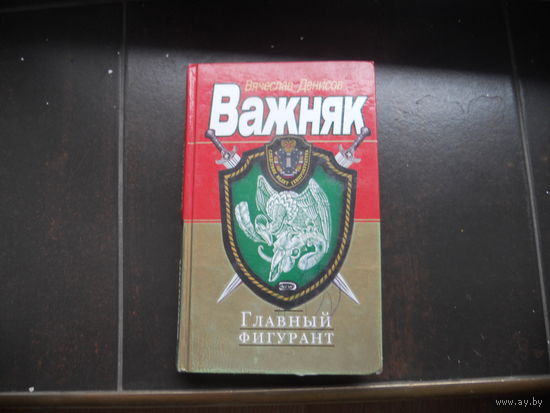 Вячеслав Денисов
Важняк
Главный
фигурант
www.ay.by